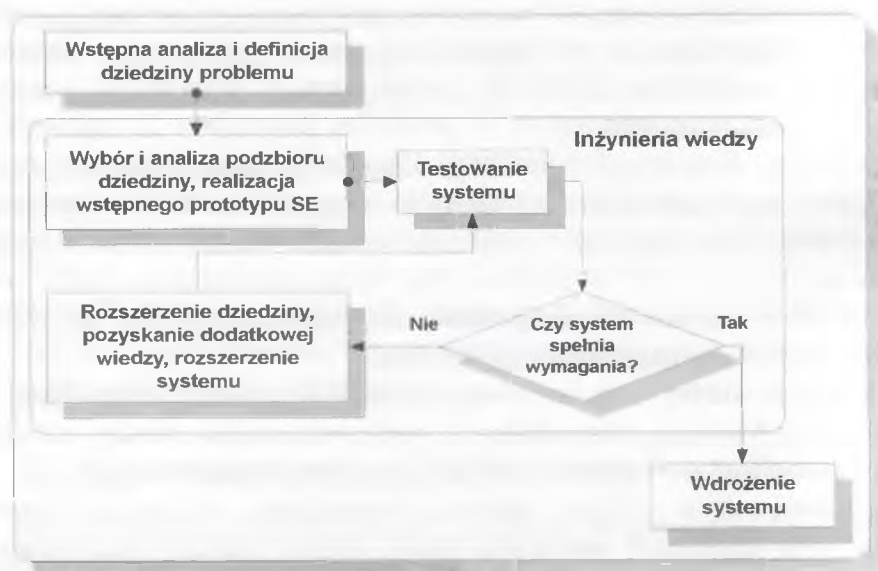 Wstępna analiza i definicja
dziedziny problemu
Inżynieria wiedzy
Wybór i analiza podzbioru
dziedziny, realizacja
wstępnego prototypu SE
Testowanie
systemu
Rozszerzenie dziedziny,
pozyskanie dodatkowej
wiedzy, rozszerzenie
systemu
Nie
Czy system
spełnia
wymagania?
Tak
Wdrożenie
systemu